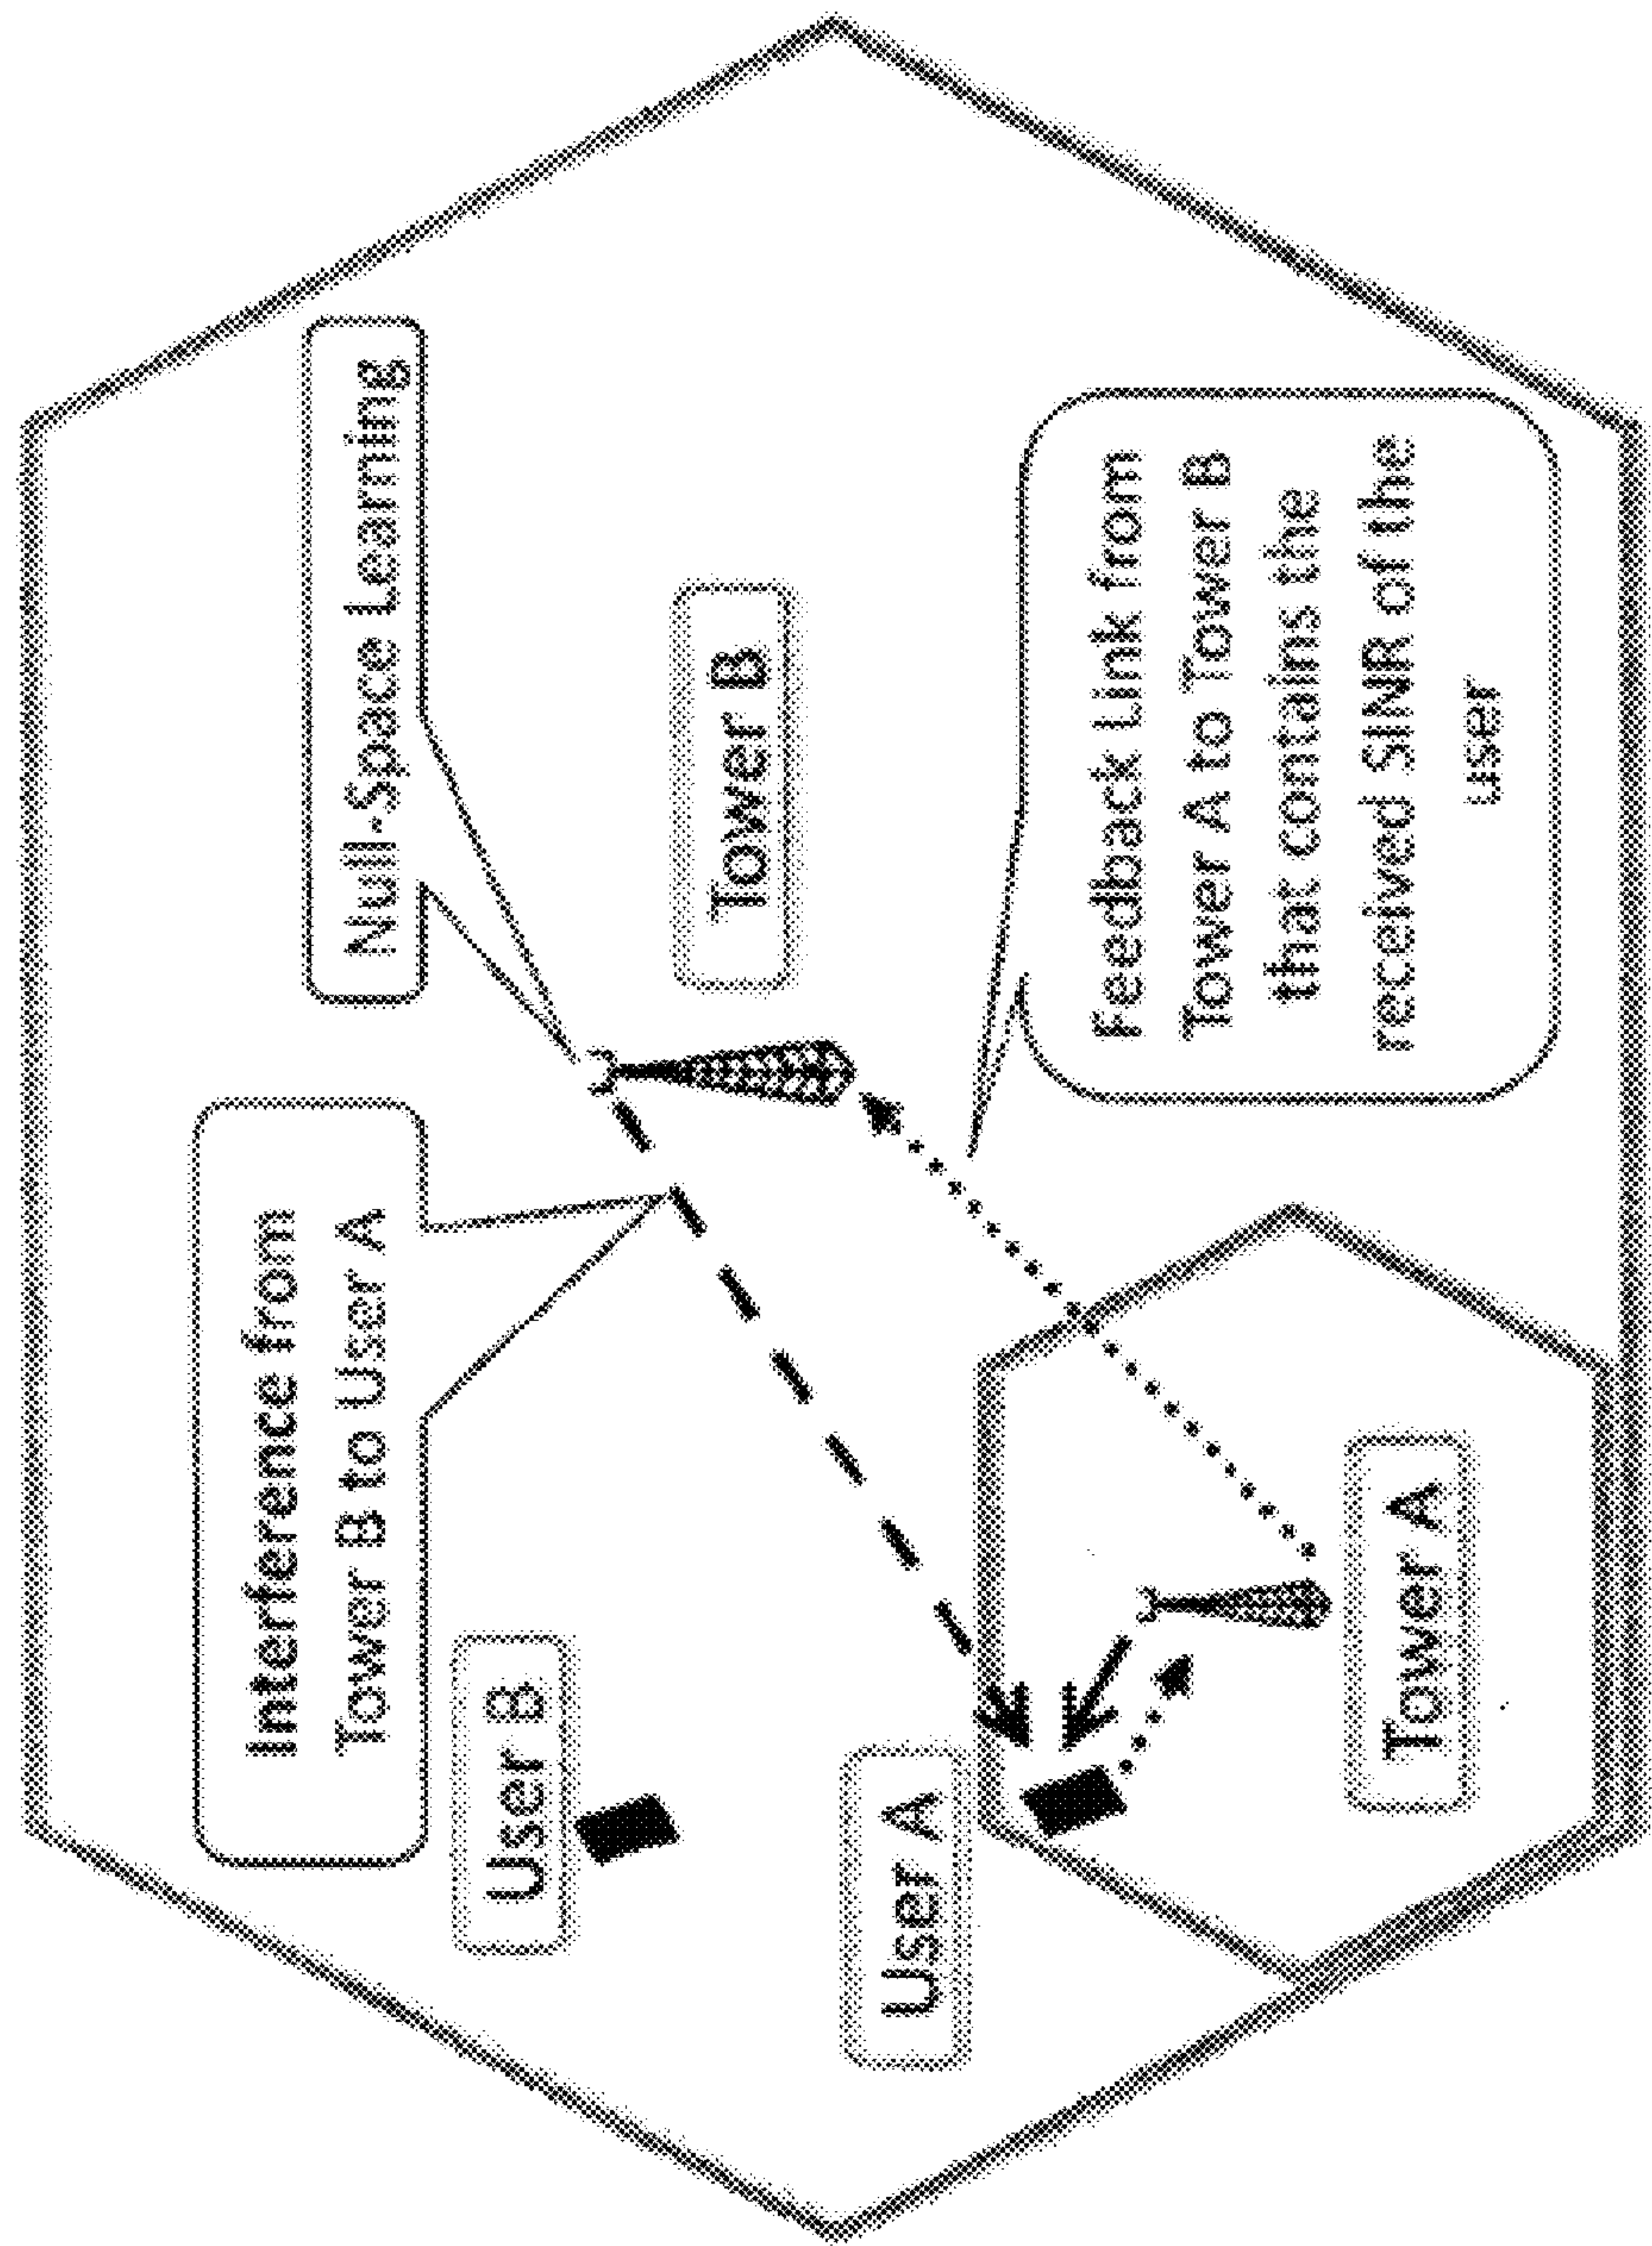 Interference from
Tower B to User A
Null-Space Learning
User B
Tower B
User A
Feedback Link from
Tower A to Tower B
that contains the
received SINR of the
user
Tower A